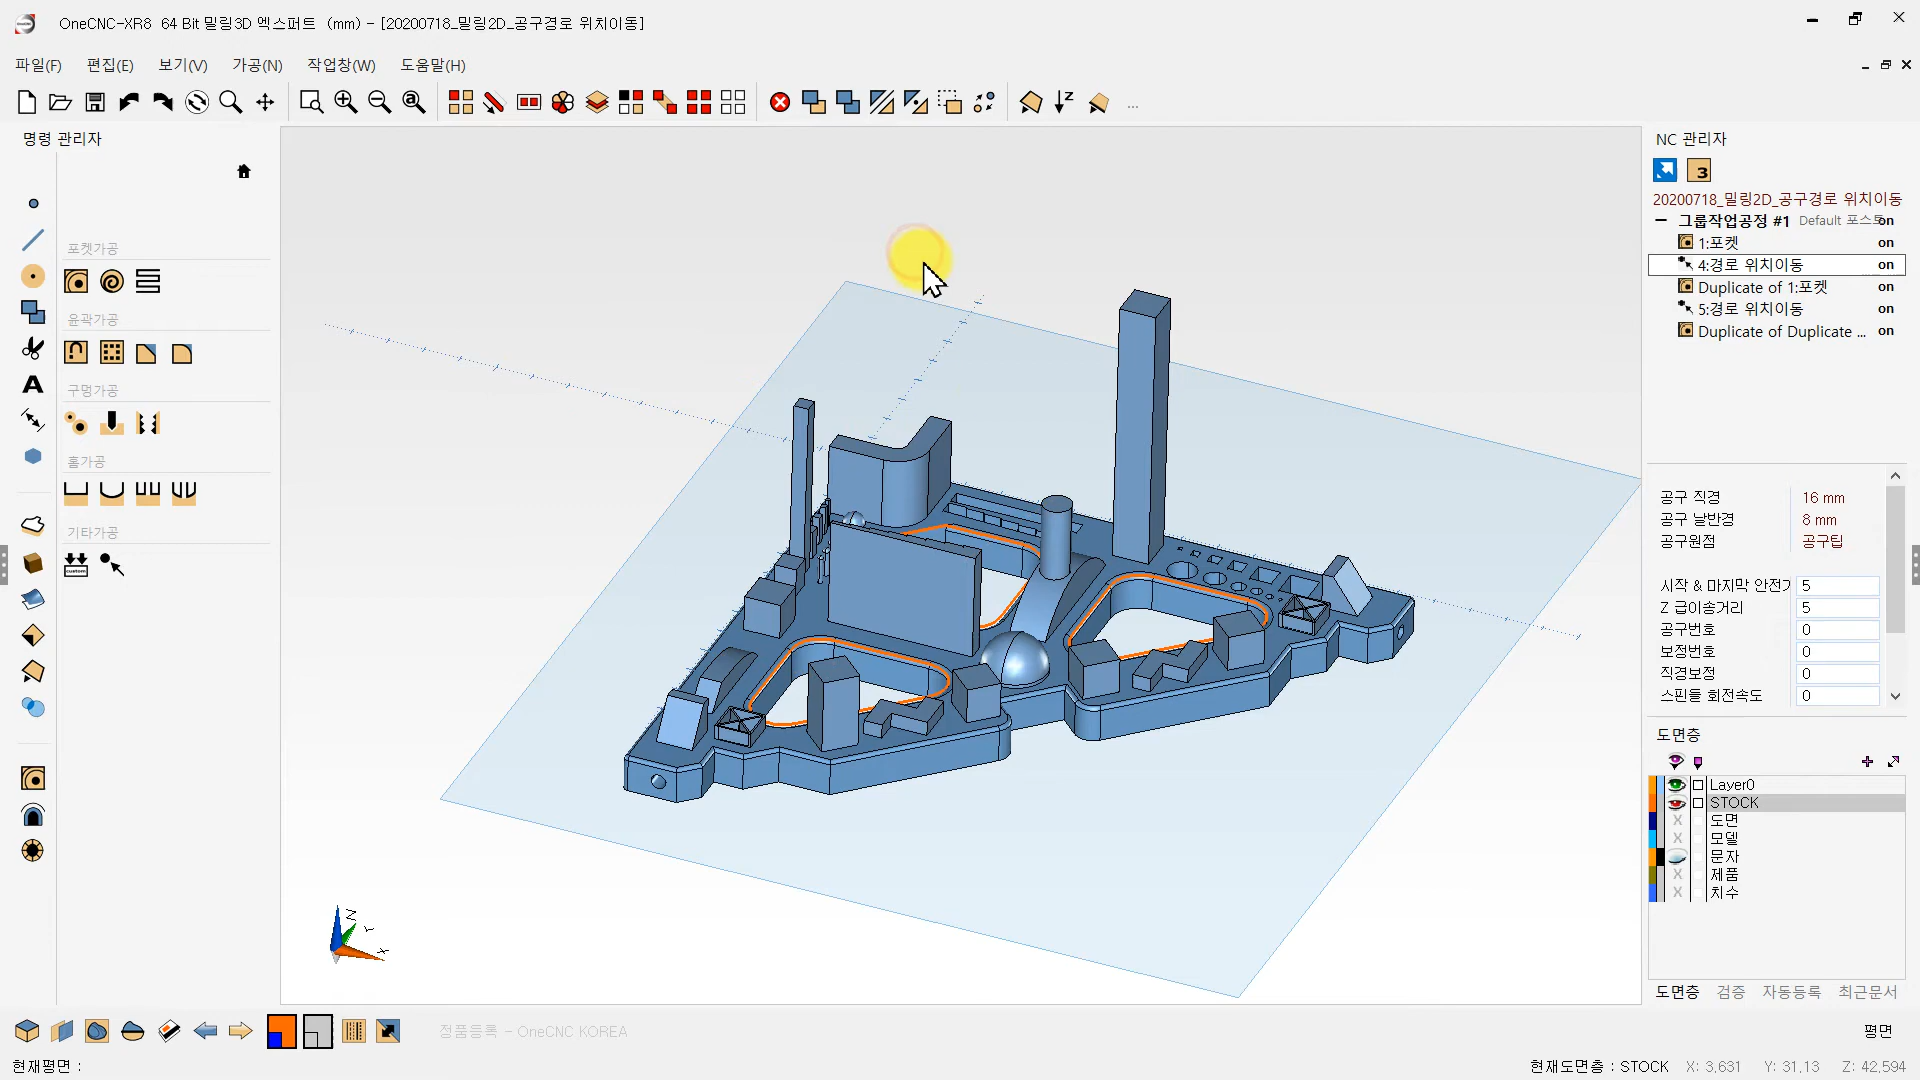 OneCNC-XR8 64 Bit 밀링3D 엑스퍼트 (mm) - [20200718_밀링2D_공구경로 위치이동]
파일(F) 편집(E) 보기(V) 가공(N) 작업창(W) 도움말(H)
명령 관리자
포켓가공
윤곽가공
구멍가공
홈가공
기타가공
custom
A
Z
Y
X
NC 관리자
3
20200718_밀링2D_공구경로 위치이동
그룹작업공정 #1 Default 포스트 on
1:포켓 on
4:경로 위치이동 on
Duplicate of 1:포켓 on
5:경로 위치이동 on
Duplicate of Duplicate ... on
공구 직경 16 mm
공구 날반경 8 mm
공구원점 공구팁
시작 & 마지막 안전거 5
Z 급이송거리 5
공구번호 0
보정번호 0
직경보정 0
스핀들 회전속도 0
도면층
Layer0
STOCK
X 도면
X 모델
문자
X 제품
X 치수
도면층 검증 자동등록 최근문서
정품등록 - OneCNC KOREA
평면
현재평면 :
현재도면층 : STOCK X: 3,631 Y: 31,13 Z: 42,594